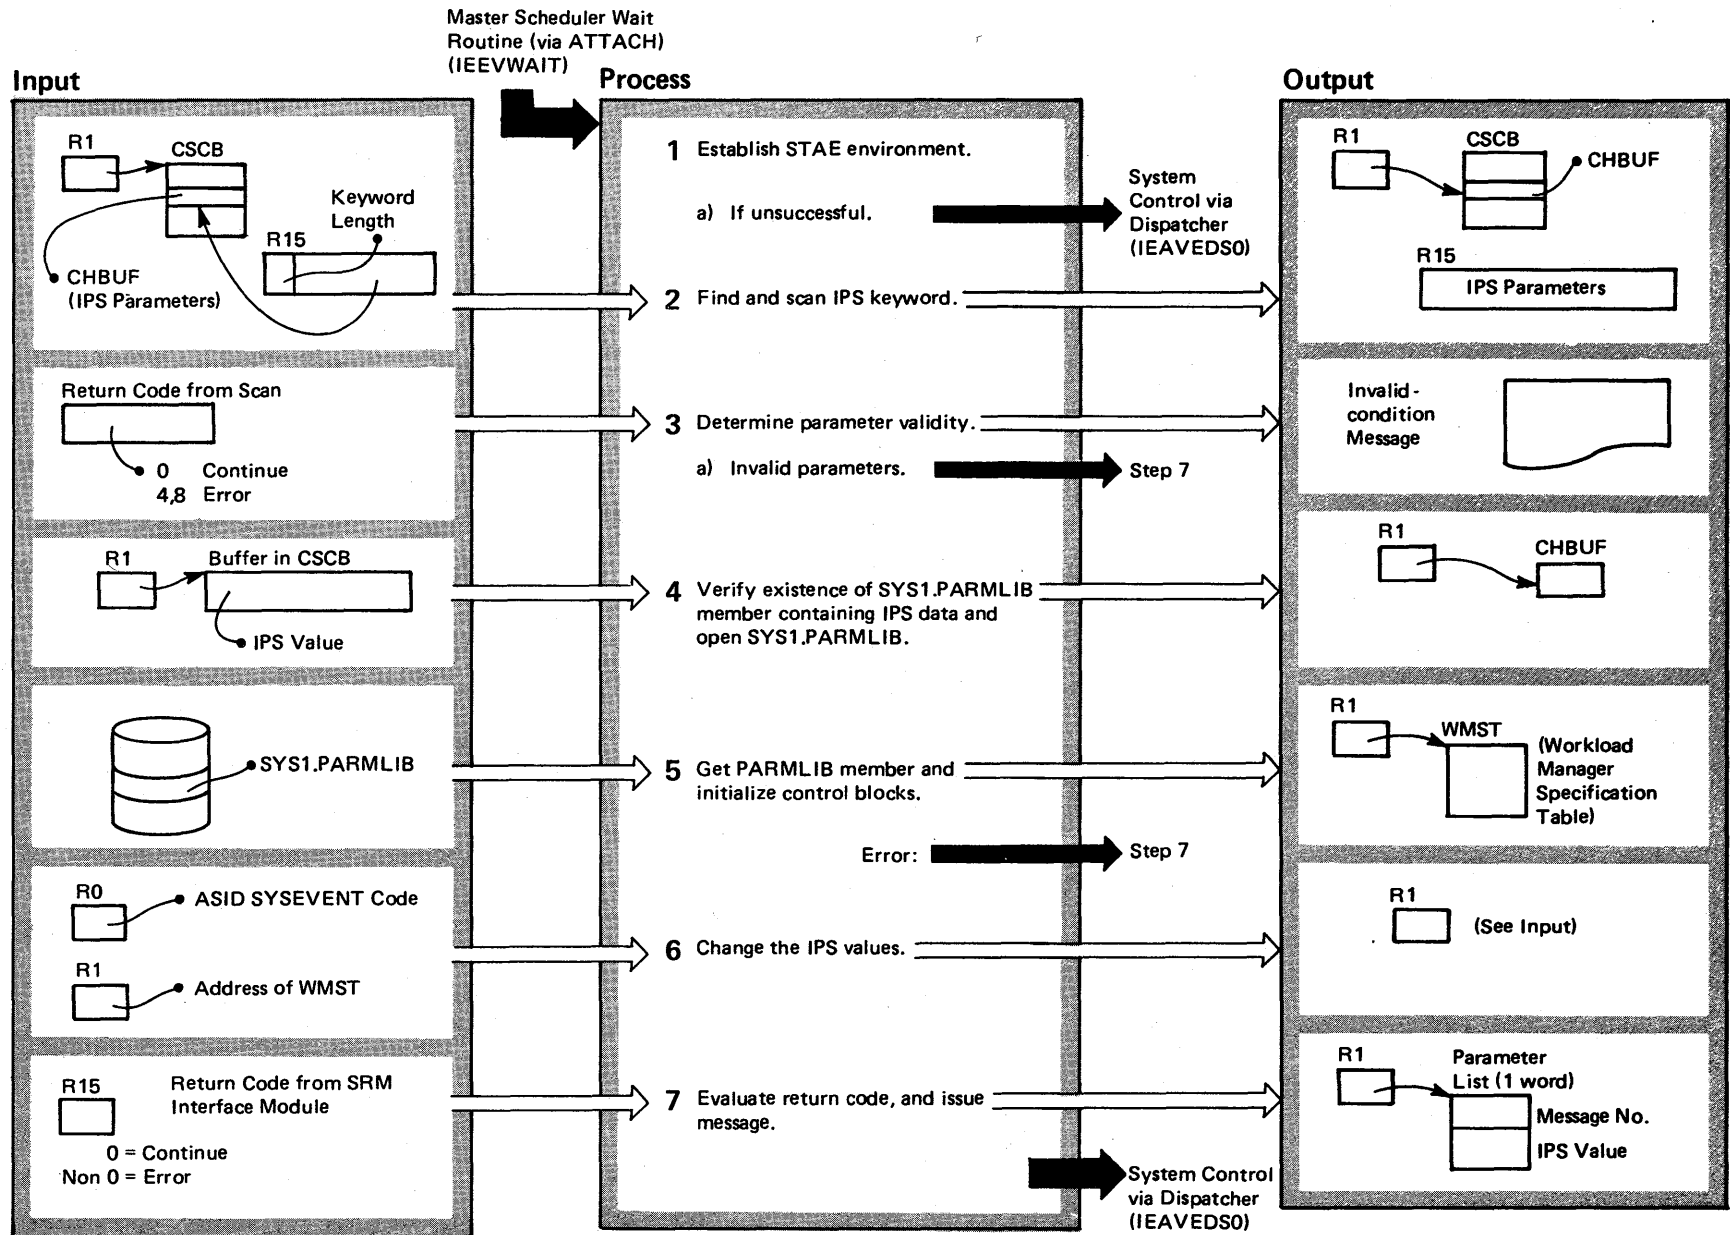 Master Scheduler Wait
Routine (via ATTACH)
(IEEVWAIT)
Input
Process
Output
R1
CSCB
Keyword
Length
R15
CHBUF
(IPS Parameters)
1 Establish STAE environment.
a) If unsuccessful.
System
Control via
Dispatcher
(IEAVEDS0)
2 Find and scan IPS keyword.
R1
CSCB
CHBUF
R15
IPS Parameters
Return Code from Scan
0 Continue
4,8 Error
3 Determine parameter validity.
a) Invalid parameters.
Step 7
Invalid-
condition
Message
R1
Buffer in CSCB
IPS Value
4 Verify existence of SYS1.PARMLIB
member containing IPS data and
open SYS1.PARMLIB.
R1
CHBUF
SYS1.PARMLIB
5 Get PARMLIB member and
initialize control blocks.
Error:
Step 7
R1
WMST
(Workload
Manager
Specification
Table)
R0
ASID SYSEVENT Code
R1
Address of WMST
6 Change the IPS values.
R1
(See Input)
R15
Return Code from SRM
Interface Module
0 = Continue
Non 0 = Error
7 Evaluate return code, and issue
message.
System Control
via Dispatcher
(IEAVEDS0)
R1
Parameter
List (1 word)
Message No.
IPS Value